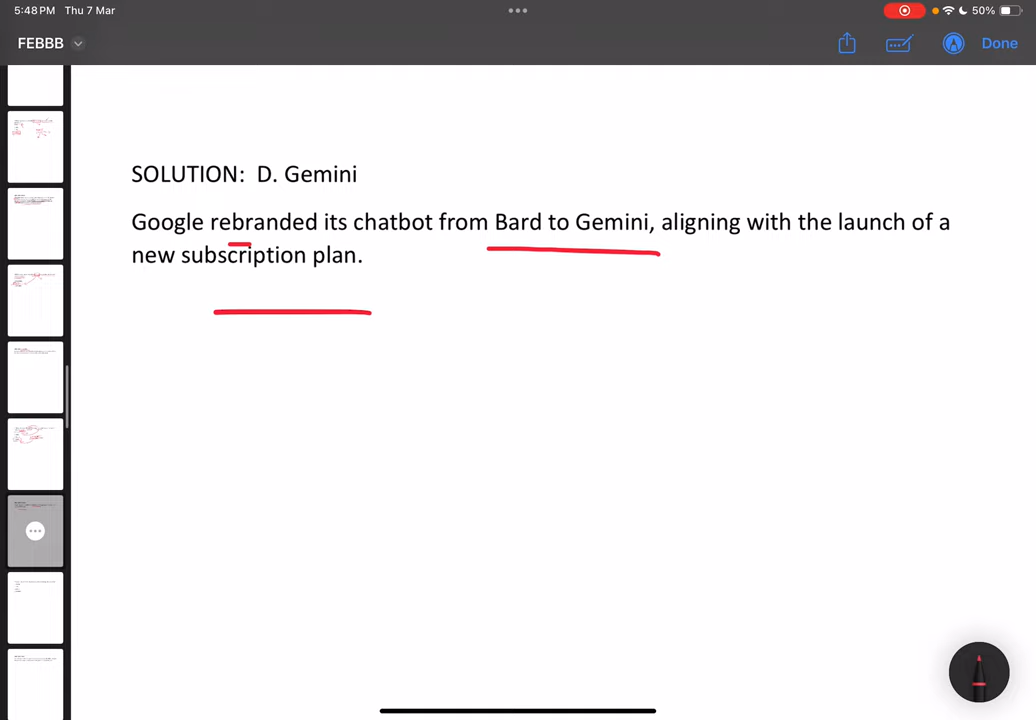 5:48 PM Thu 7 Mar
50%
FEBBB
Done
SOLUTION: D. Gemini
Google rebranded its chatbot from Bard to Gemini, aligning with the launch of a
new subscription plan.